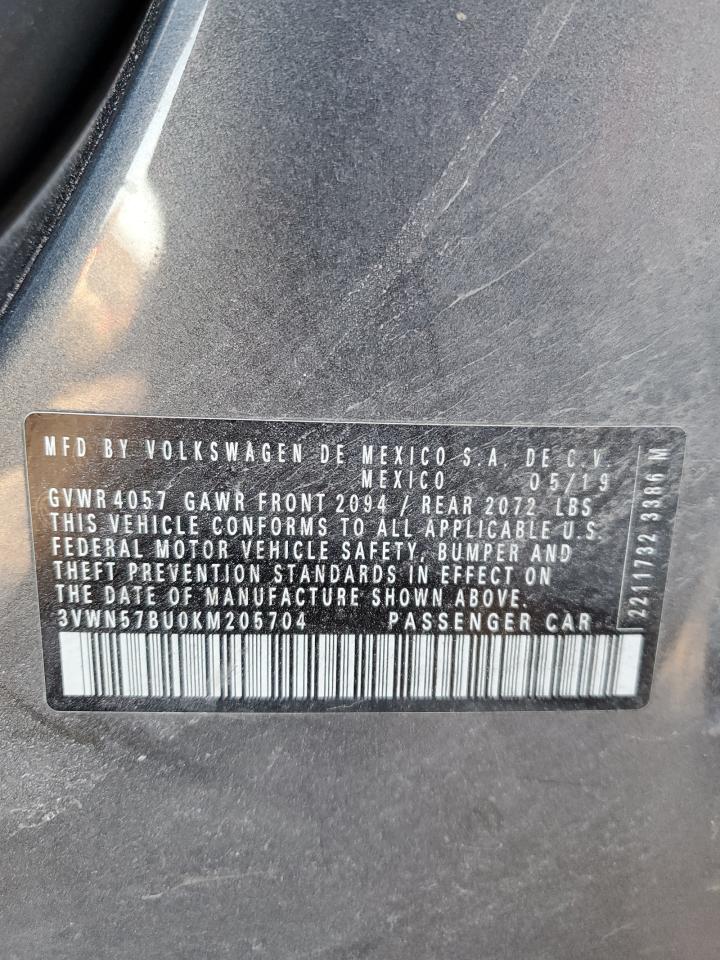 MFD BY VOLKSWAGEN DE MEXICO S.A. DE C.V.
MEXICO 05/19
GVWR 4057 GAWR FRONT 2094 / REAR 2072 LBS
THIS VEHICLE CONFORMS TO ALL APPLICABLE U.S.
FEDERAL MOTOR VEHICLE SAFETY, BUMPER AND
THEFT PREVENTION STANDARDS IN EFFECT ON
THE DATE OF MANUFACTURE SHOWN ABOVE.
3VWN57BU0KM205704 PASSENGER CAR
2211732 3386 M